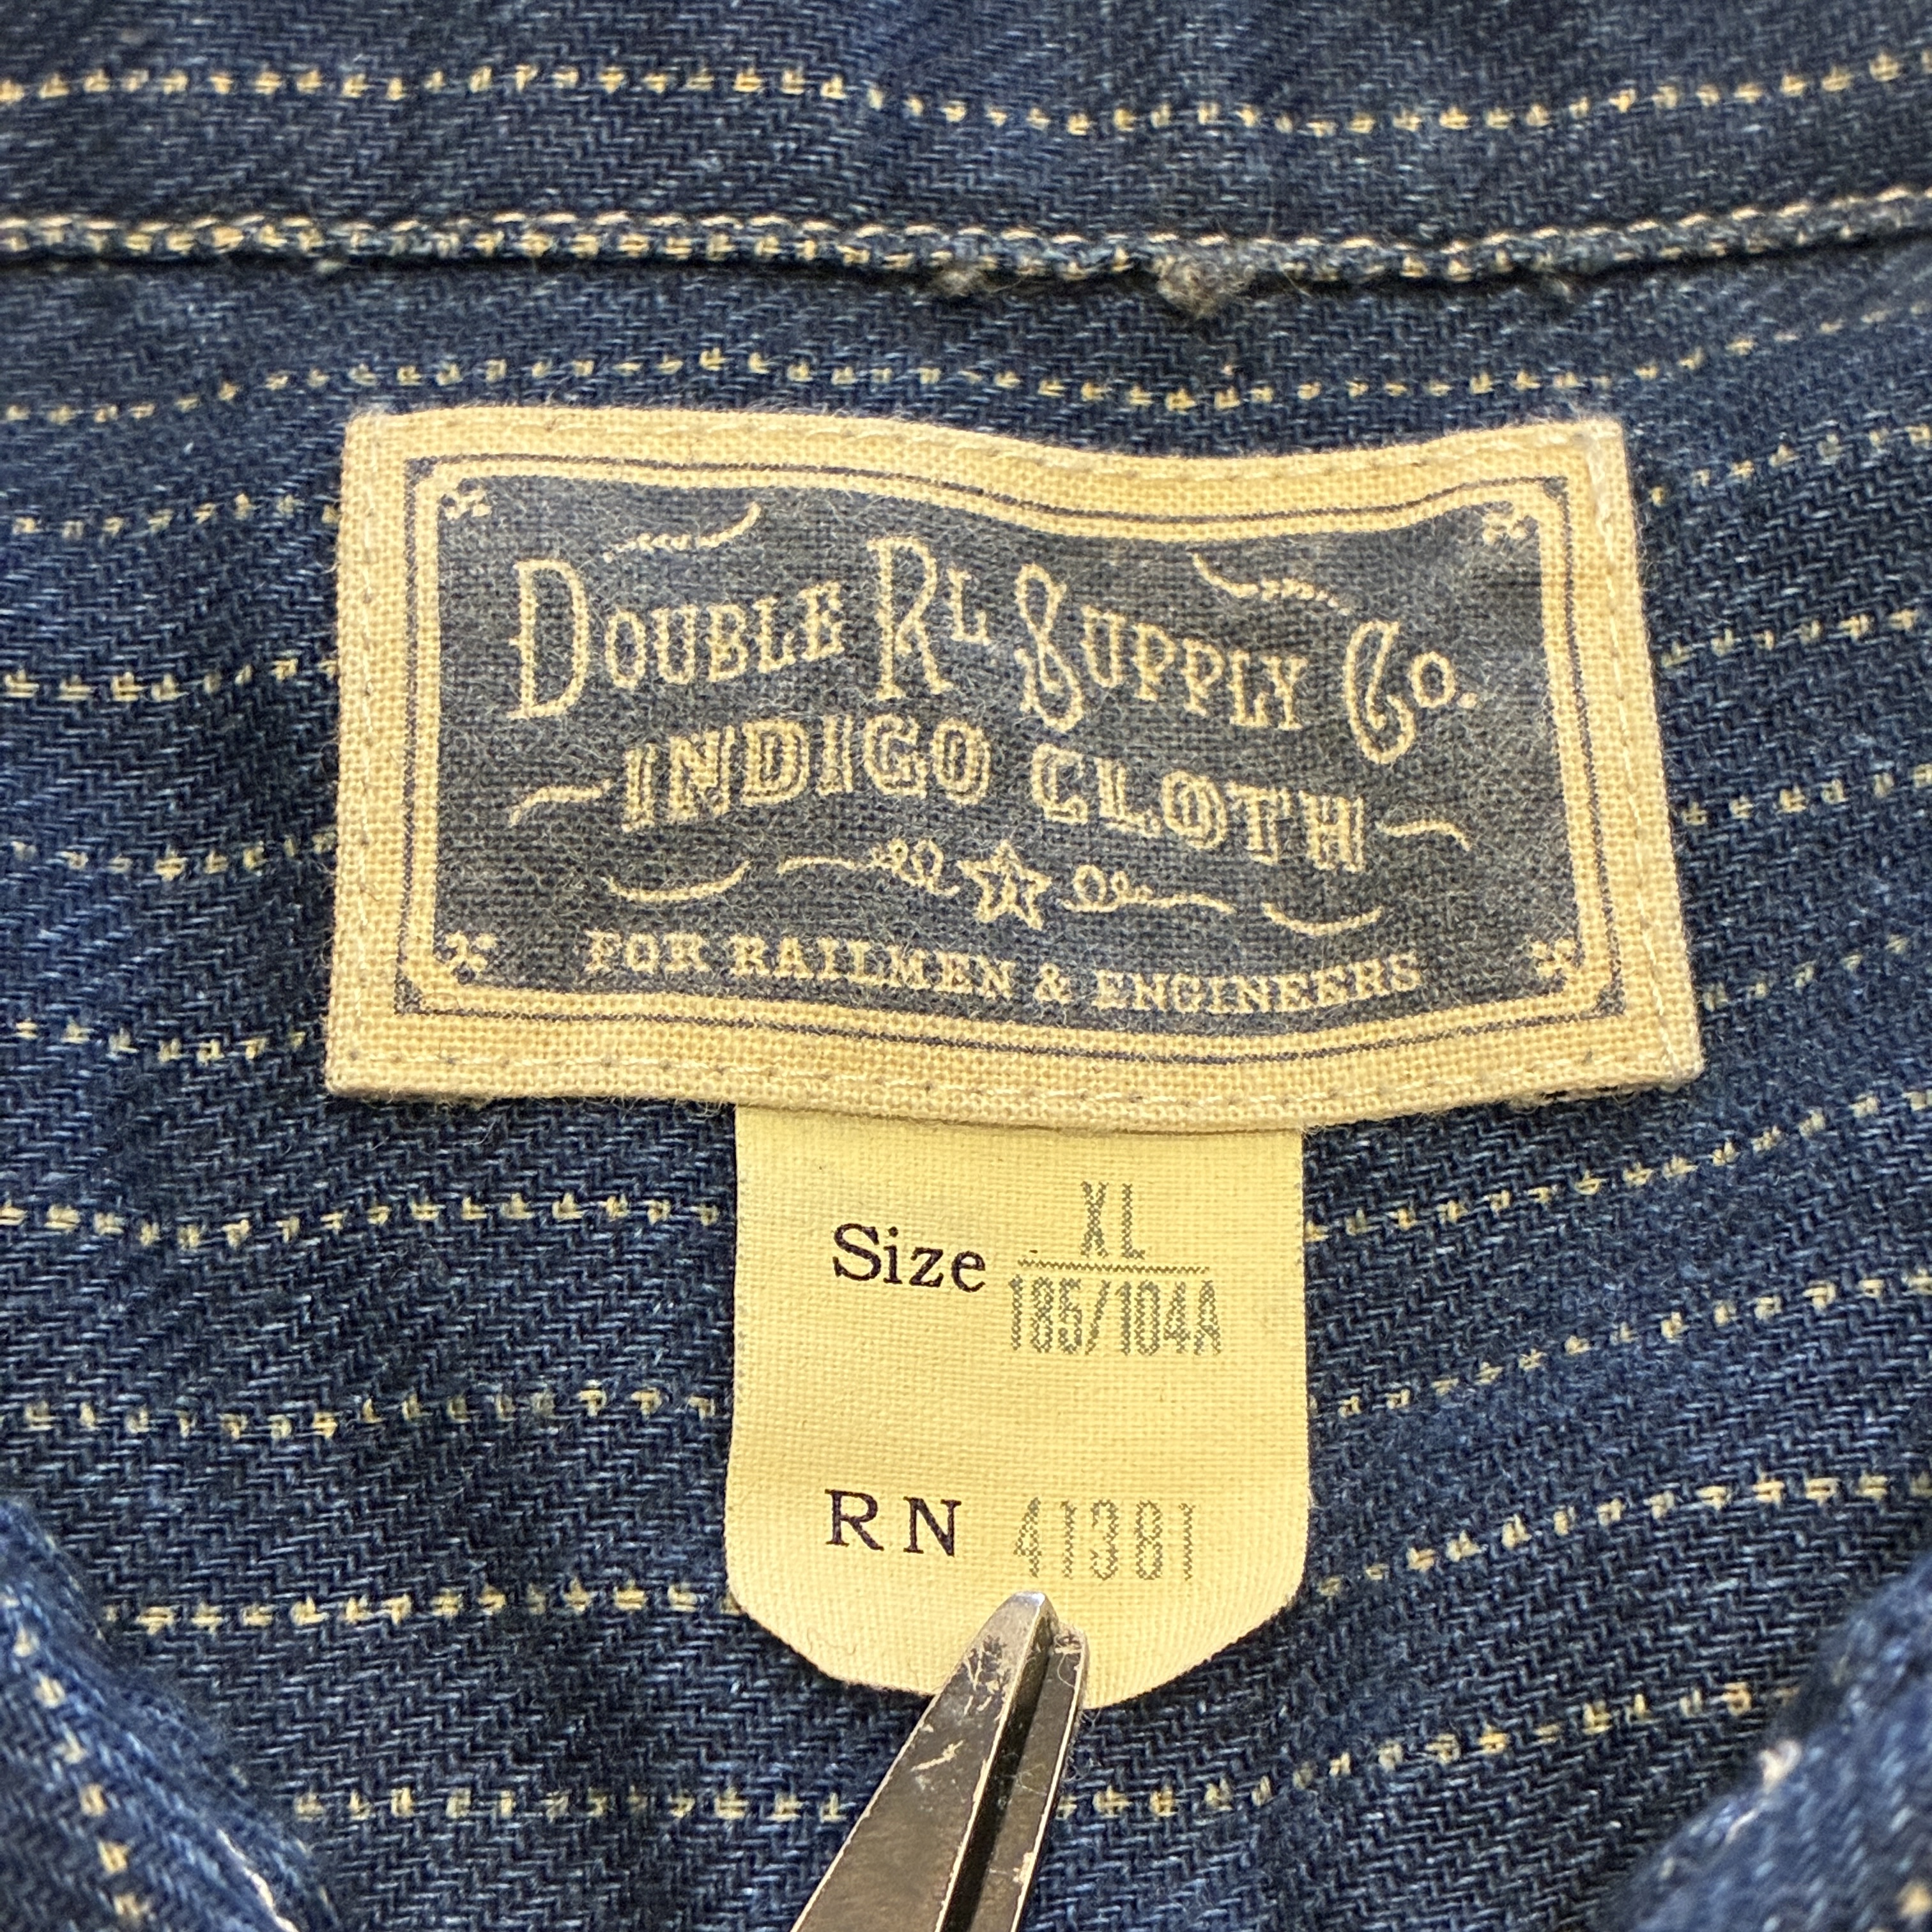 DOUBLE RL SUPPLY CO.
INDIGO CLOTH
FOR RAILMEN & ENGINEERS
Size XL
185/104A
RN 41381